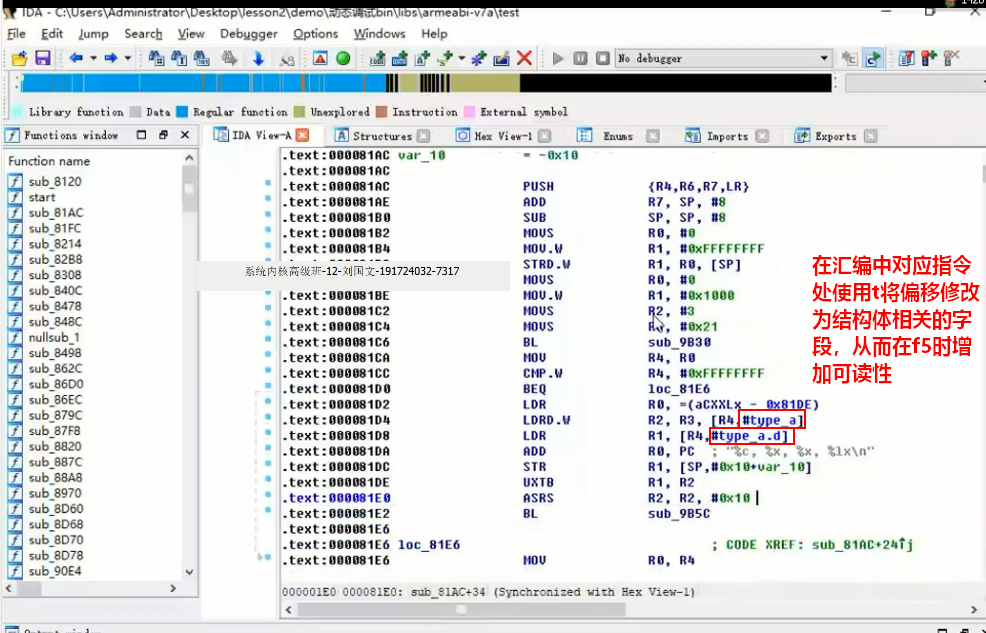 IDA - C:\Users\Administrator\Desktop\lesson2\demo\动态调试bin\libs\armeabi-v7a\test
File Edit Jump Search View Debugger Options Windows Help
No debugger
Library function Data Regular function Unexplored Instruction External symbol
Functions window
IDA View-A Structures Hex View-1 Enums Imports Exports
Function name
sub_8120
start
sub_81AC
sub_81FC
sub_8214
sub_82B8
sub_8308
sub_840C
sub_8478
sub_848C
nullsub_1
sub_8498
sub_862C
sub_86D0
sub_86EC
sub_879C
sub_87F8
sub_8820
sub_887C
sub_88A8
sub_8970
sub_8D60
sub_8D68
sub_8D70
sub_8D78
sub_90E4
.text:000081AC var_10 = -0x10
.text:000081AC
.text:000081AC PUSH {R4,R6,R7,LR}
.text:000081AE ADD R7, SP, #8
.text:000081B0 SUB SP, SP, #8
.text:000081B2 MOVS R0, #0
.text:000081B4 MOV.W R1, #0xFFFFFFFF
STRD.W R1, R0, [SP]
系统内核高级班-12-刘国文-191724032-7317
MOVS R0, #0
.text:000081BE MOV.W R1, #0x1000
.text:000081C2 MOVS R2, #3
.text:000081C4 MOVS #0x21
.text:000081C6 BL sub_9B30
.text:000081CA MOV R4, R0
.text:000081CC CMP.W R4, #0xFFFFFFFF
.text:000081D0 BEQ loc_81E6
.text:000081D2 LDR R0, =(aCXXLx - 0x81DE)
.text:000081D4 LDRD.W R2, R3, [R4,#type_a]
.text:000081D8 LDR R1, [R4,#type_a.d]
.text:000081DA ADD R0, PC ; "%c, %x, %x, %lx\n"
.text:000081DC STR R1, [SP,#0x10+var_10]
.text:000081DE UXTB R1, R2
.text:000081E0 ASRS R2, R2, #0x10
.text:000081E2 BL sub_9B5C
.text:000081E6
.text:000081E6 loc_81E6 ; CODE XREF: sub_81AC+24↑j
.text:000081E6 MOV R0, R4
000001E0 000081E0: sub_81AC+34 (Synchronized with Hex View-1)
在汇编中对应指令
处使用t将偏移修改
为结构体相关的字
段，从而在f5时增
加可读性